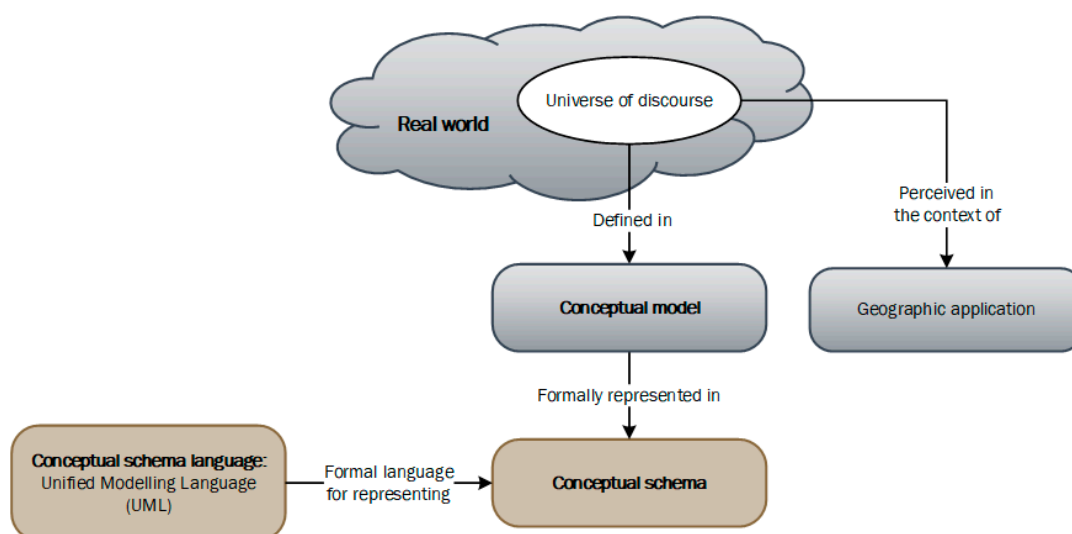 Universe of discourse
Real world
Perceived in
the context of
Defined in
Conceptual model
Geographic application
Formally represented in
Conceptual schema language:
Unified Modelling Language
(UML)
Formal language
for representing
Conceptual schema